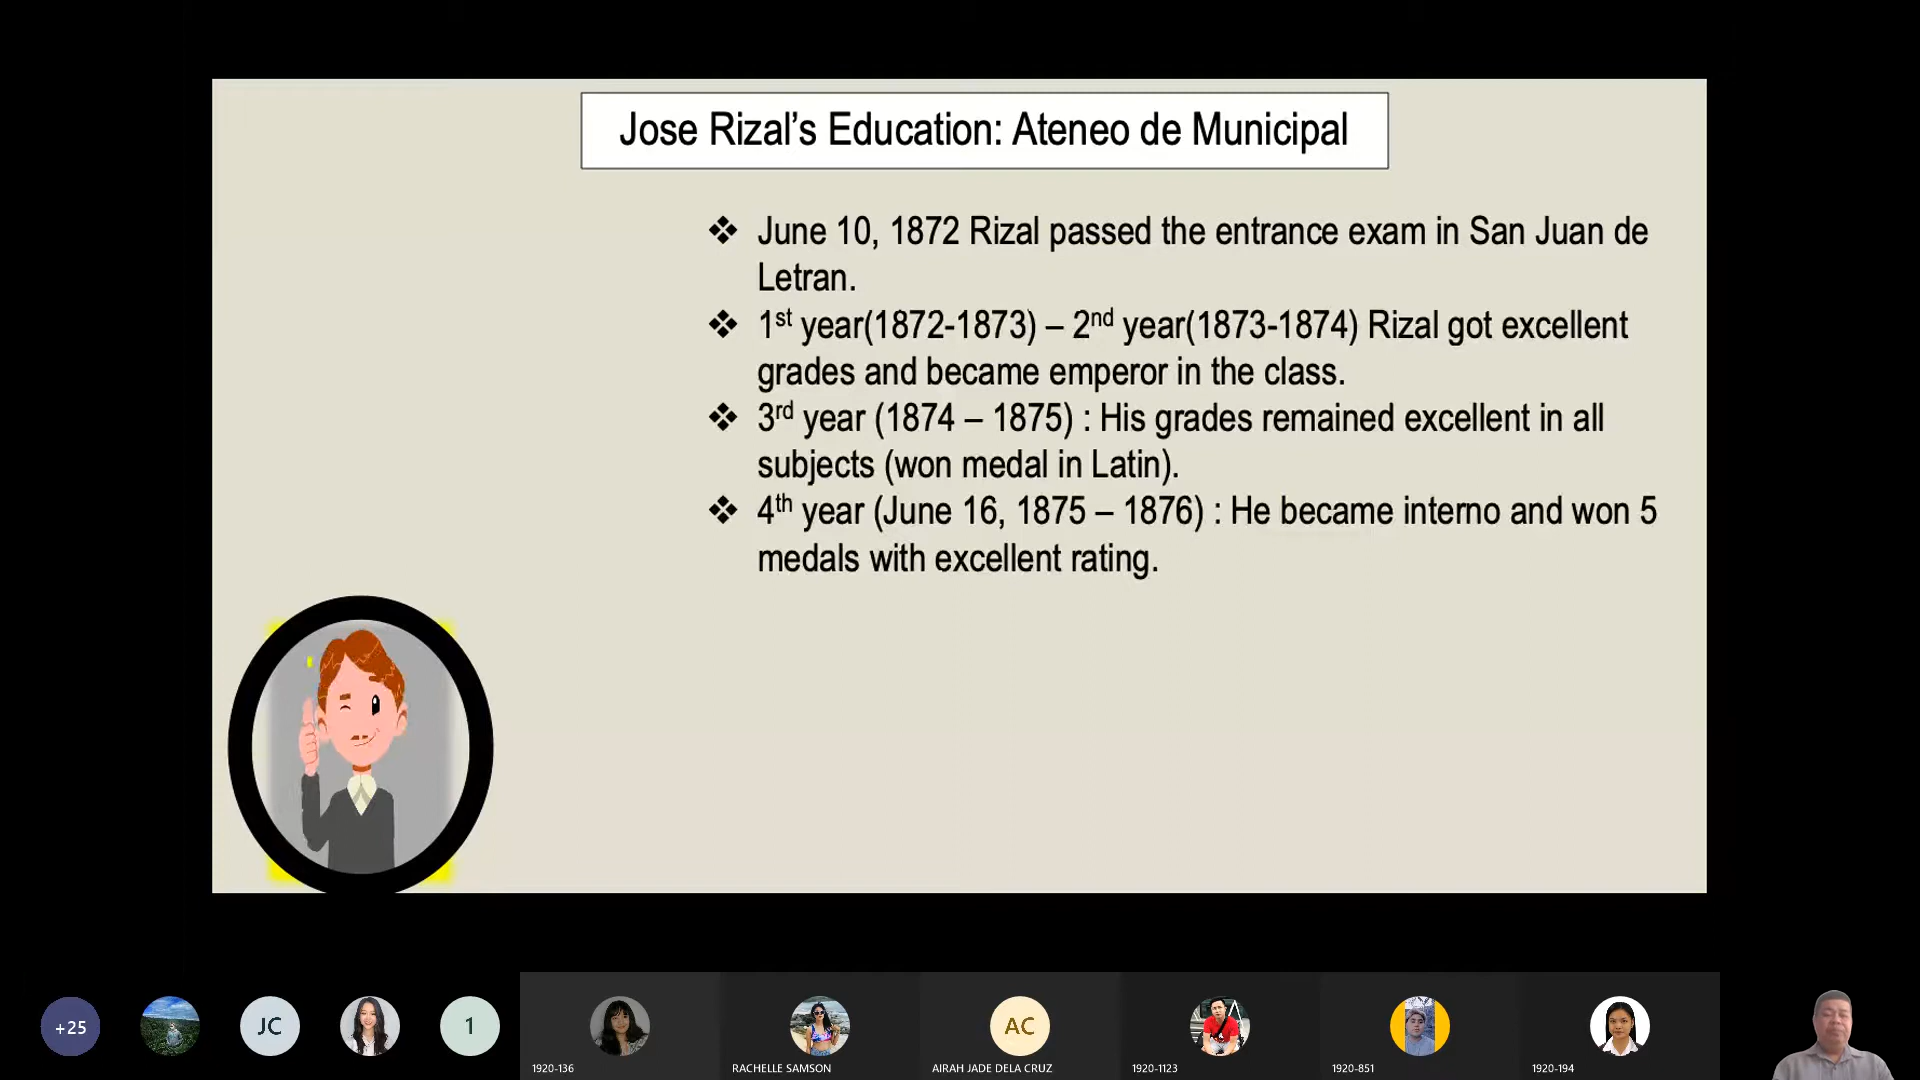 Jose Rizal’s Education: Ateneo de Municipal
❖ June 10, 1872 Rizal passed the entrance exam in San Juan de
Letran.
❖ 1st year(1872-1873) – 2nd year(1873-1874) Rizal got excellent
grades and became emperor in the class.
❖ 3rd year (1874 – 1875) : His grades remained excellent in all
subjects (won medal in Latin).
❖ 4th year (June 16, 1875 – 1876) : He became interno and won 5
medals with excellent rating.
+25
JC
1
AC
1920-136
RACHELLE SAMSON
AIRAH JADE DELA CRUZ
1920-1123
1920-851
1920-194